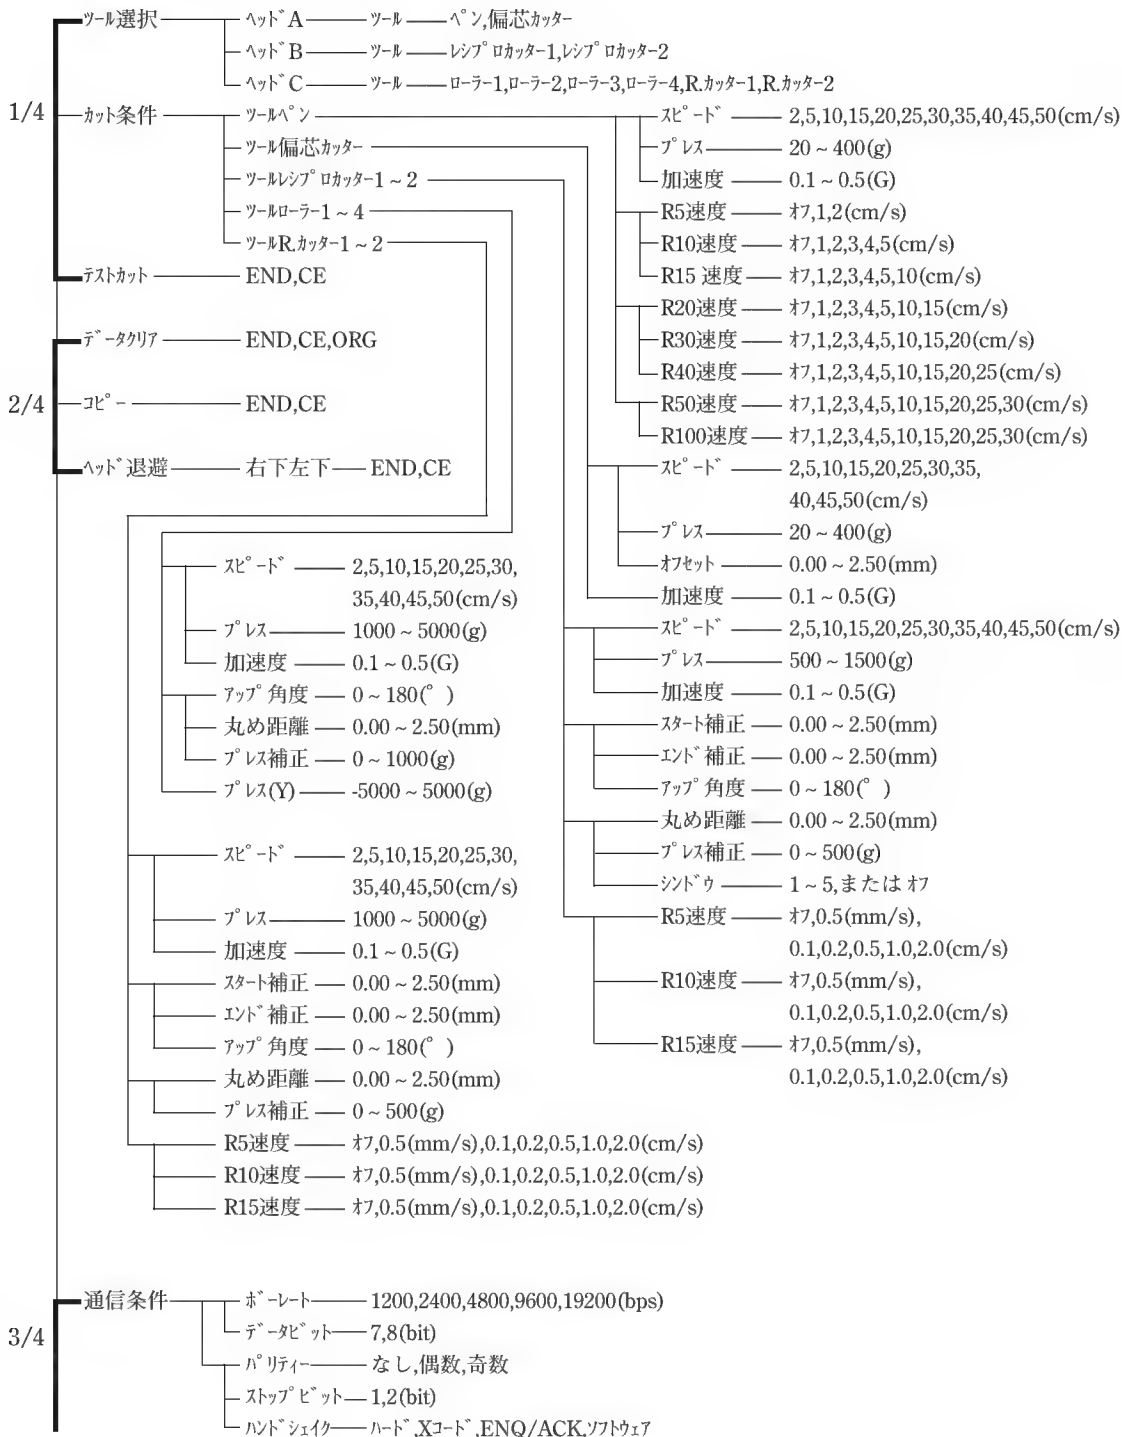 ﾂｰﾙ選択 ﾍｯﾄﾞA ﾂｰﾙ ﾍﾟﾝ,偏芯ｶｯﾀｰ
ﾍｯﾄﾞB ﾂｰﾙ ﾚｼﾌﾟﾛｶｯﾀｰ1,ﾚｼﾌﾟﾛｶｯﾀｰ2
ﾍｯﾄﾞC ﾂｰﾙ ﾛｰﾗｰ1,ﾛｰﾗｰ2,ﾛｰﾗｰ3,ﾛｰﾗｰ4,R.ｶｯﾀｰ1,R.ｶｯﾀｰ2
1/4 ｶｯﾄ条件 ﾂｰﾙﾍﾟﾝ ｽﾋﾟｰﾄﾞ 2,5,10,15,20,25,30,35,40,45,50(cm/s)
ﾂｰﾙ偏芯ｶｯﾀｰ ﾌﾟﾚｽ 20~400(g)
ﾂｰﾙﾚｼﾌﾟﾛｶｯﾀｰ1~2 加速度 0.1~0.5(G)
ﾂｰﾙﾛｰﾗｰ1~4 R5速度 ｵﾌ,1,2(cm/s)
ﾂｰﾙR.ｶｯﾀｰ1~2 R10速度 ｵﾌ,1,2,3,4,5(cm/s)
ﾃｽﾄｶｯﾄ END,CE R15 速度 ｵﾌ,1,2,3,4,5,10(cm/s)
R20速度 ｵﾌ,1,2,3,4,5,10,15(cm/s)
ﾃﾞｰﾀｸﾘｱ END,CE,ORG R30速度 ｵﾌ,1,2,3,4,5,10,15,20(cm/s)
R40速度 ｵﾌ,1,2,3,4,5,10,15,20,25(cm/s)
2/4 ｺﾋﾟｰ END,CE R50速度 ｵﾌ,1,2,3,4,5,10,15,20,25,30(cm/s)
R100速度 ｵﾌ,1,2,3,4,5,10,15,20,25,30(cm/s)
ﾍｯﾄﾞ退避 右下左下 END,CE ｽﾋﾟｰﾄﾞ 2,5,10,15,20,25,30,35,
40,45,50(cm/s)
ﾌﾟﾚｽ 20~400(g)
ｽﾋﾟｰﾄﾞ 2,5,10,15,20,25,30, ｵﾌｾｯﾄ 0.00~2.50(mm)
35,40,45,50(cm/s) 加速度 0.1~0.5(G)
ﾌﾟﾚｽ 1000~5000(g) ｽﾋﾟｰﾄﾞ 2,5,10,15,20,25,30,35,40,45,50(cm/s)
加速度 0.1~0.5(G) ﾌﾟﾚｽ 500~1500(g)
ｱｯﾌﾟ角度 0~180(°) 加速度 0.1~0.5(G)
丸め距離 0.00~2.50(mm) ｽﾀｰﾄ補正 0.00~2.50(mm)
ﾌﾟﾚｽ補正 0~1000(g) ｴﾝﾄﾞ補正 0.00~2.50(mm)
ﾌﾟﾚｽ(Y) -5000~5000(g) ｱｯﾌﾟ角度 0~180(°)
丸め距離 0.00~2.50(mm)
ｽﾋﾟｰﾄﾞ 2,5,10,15,20,25,30, ﾌﾟﾚｽ補正 0~500(g)
35,40,45,50(cm/s) ｼﾝﾄﾞｳ 1~5,または ｵﾌ
ﾌﾟﾚｽ 1000~5000(g) R5速度 ｵﾌ,0.5(mm/s),
加速度 0.1~0.5(G) 0.1,0.2,0.5,1.0,2.0(cm/s)
ｽﾀｰﾄ補正 0.00~2.50(mm) R10速度 ｵﾌ,0.5(mm/s),
ｴﾝﾄﾞ補正 0.00~2.50(mm) 0.1,0.2,0.5,1.0,2.0(cm/s)
ｱｯﾌﾟ角度 0~180(°) R15速度 ｵﾌ,0.5(mm/s),
丸め距離 0.00~2.50(mm) 0.1,0.2,0.5,1.0,2.0(cm/s)
ﾌﾟﾚｽ補正 0~500(g)
R5速度 ｵﾌ,0.5(mm/s),0.1,0.2,0.5,1.0,2.0(cm/s)
R10速度 ｵﾌ,0.5(mm/s),0.1,0.2,0.5,1.0,2.0(cm/s)
R15速度 ｵﾌ,0.5(mm/s),0.1,0.2,0.5,1.0,2.0(cm/s)
通信条件 ﾎﾞｰﾚｰﾄ 1200,2400,4800,9600,19200(bps)
3/4 ﾃﾞｰﾀﾋﾞｯﾄ 7,8(bit)
ﾊﾟﾘﾃｨｰ なし,偶数,奇数
ｽﾄｯﾌﾟﾋﾞｯﾄ 1,2(bit)
ﾊﾝﾄﾞｼｪｲｸ ﾊｰﾄﾞ,Xｺｰﾄﾞ,ENQ/ACK,ｿﾌﾄｳｪｱ